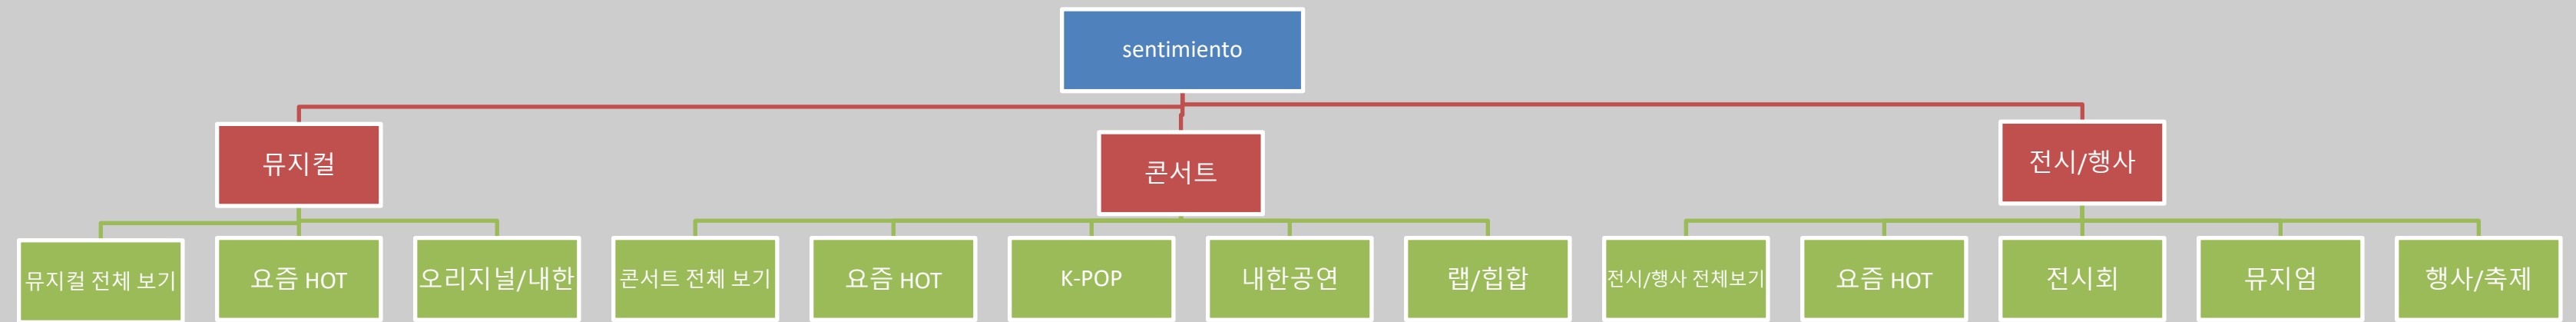 sentimiento
뮤지컬
콘서트
전시/행사
뮤지컬 전체 보기
요즘 HOT
오리지널/내한
콘서트 전체 보기
요즘 HOT
K-POP
내한공연
랩/힙합
전시/행사 전체보기
요즘 HOT
전시회
뮤지엄
행사/축제